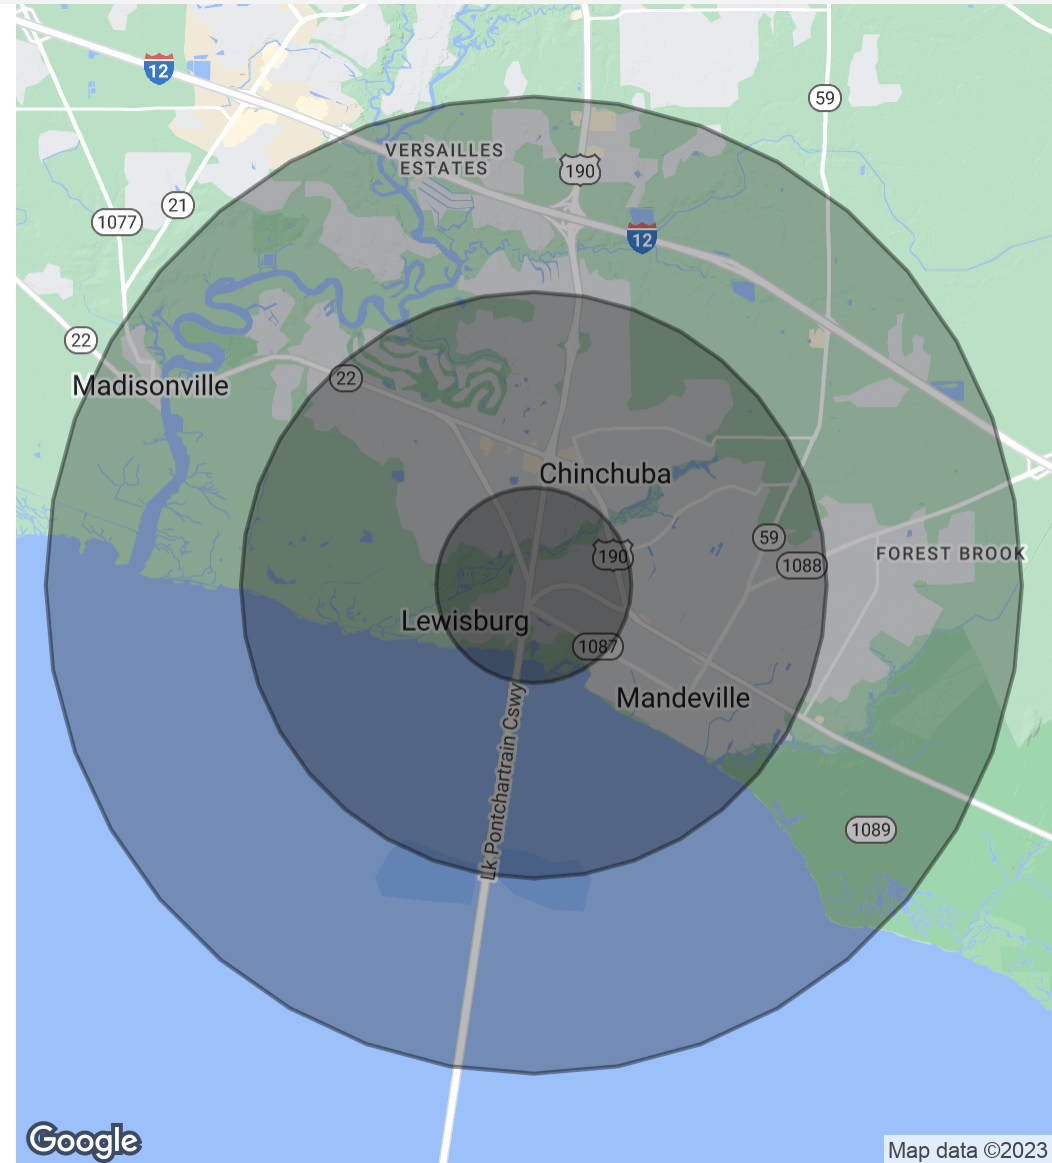 12
59
VERSAILLES
ESTATES
190
21
1077
12
22
Madisonville
22
Chinchuba
59
190
FOREST BROOK
1088
Lewisburg
1087
Mandeville
Lk Pontchartrain Cswy
1089
Google
Map data ©2023